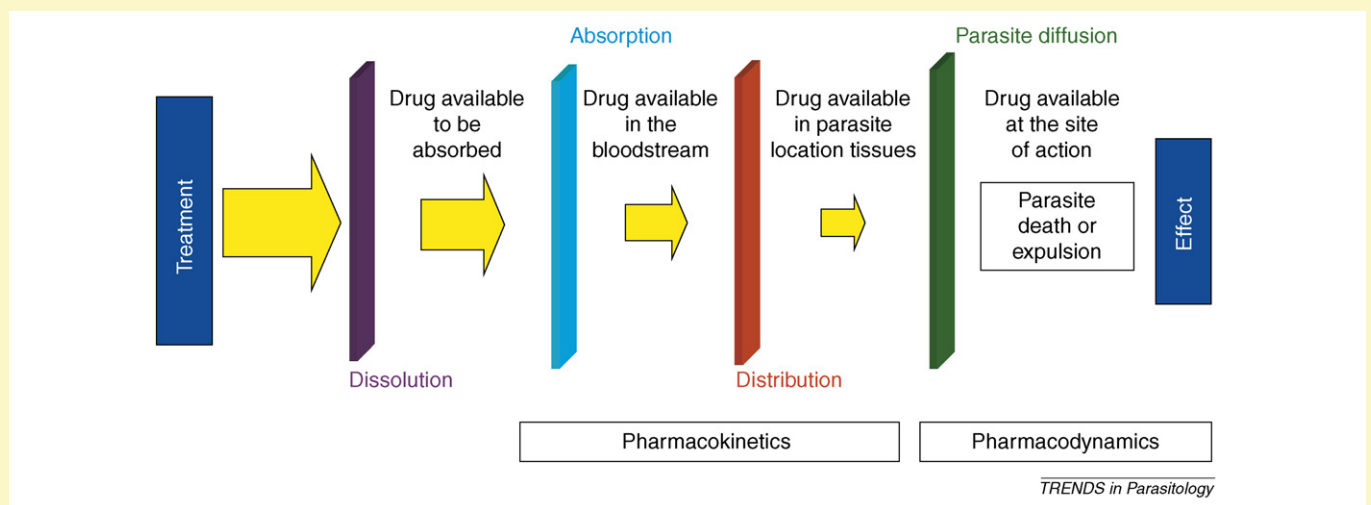 Absorption
Parasite diffusion
Treatment
Drug available
to be
absorbed
Drug available
in the
bloodstream
Drug available
in parasite
location tissues
Drug available
at the site
of action
Parasite
death or
expulsion
Effect
Dissolution
Distribution
Pharmacokinetics
Pharmacodynamics
TRENDS in Parasitology